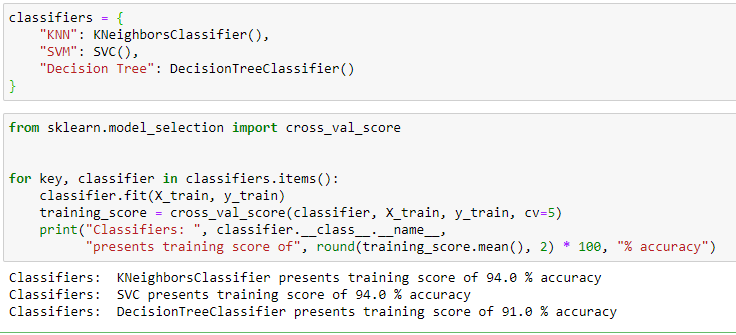 classifiers = {
    "KNN": KNeighborsClassifier(),
    "SVM": SVC(),
    "Decision Tree": DecisionTreeClassifier()
}
from sklearn.model_selection import cross_val_score
for key, classifier in classifiers.items():
    classifier.fit(X_train, y_train)
    training_score = cross_val_score(classifier, X_train, y_train, cv=5)
    print("Classifiers: ", classifier.__class__.__name__,
          "presents training score of", round(training_score.mean(), 2) * 100, "% accuracy")
Classifiers:  KNeighborsClassifier presents training score of 94.0 % accuracy
Classifiers:  SVC presents training score of 94.0 % accuracy
Classifiers:  DecisionTreeClassifier presents training score of 91.0 % accuracy